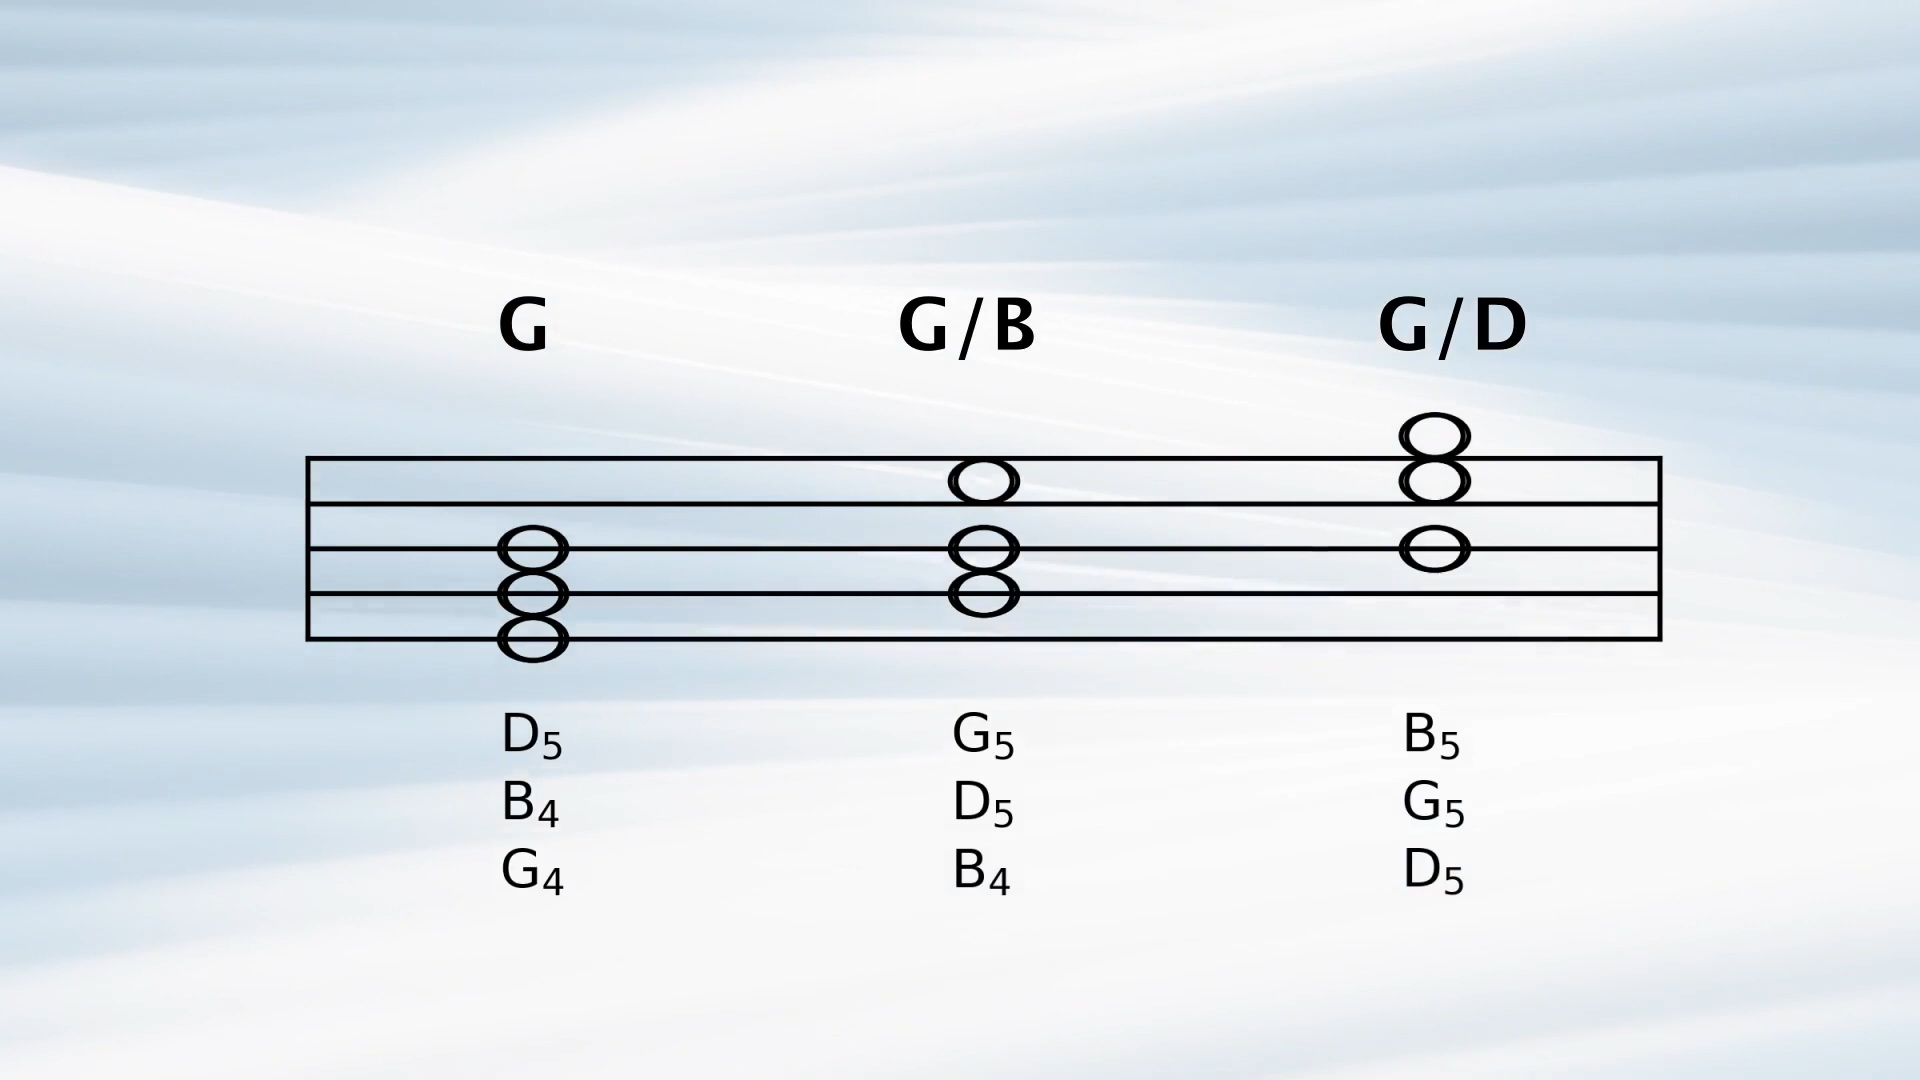 G G/B G/D
D₅ G₅ B₅
B₄ D₅ G₅
G₄ B₄ D₅